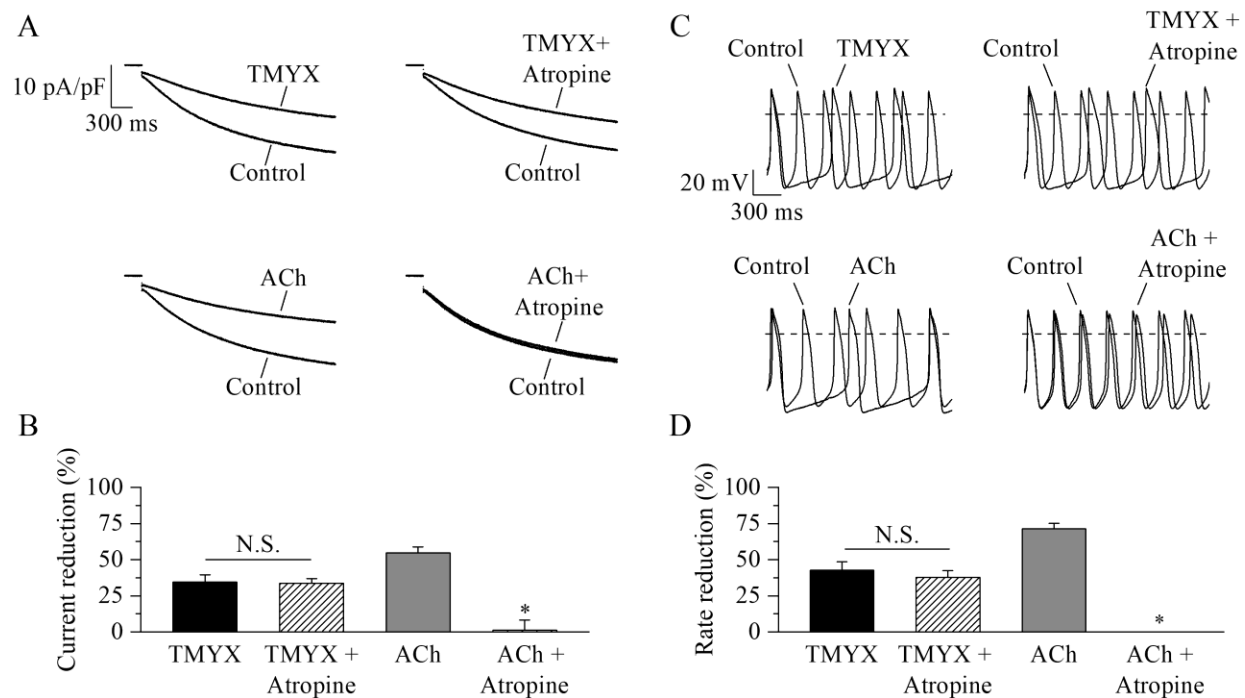 A
10 pA/pF
300 ms
TMYX
Control
TMYX+
Atropine
Control
ACh
Control
ACh+
Atropine
Control
B
Current reduction (%)
100
75
50
25
0
N.S.
*
TMYX
TMYX +
Atropine
ACh
ACh +
Atropine
C
Control
TMYX
20 mV
300 ms
Control
TMYX +
Atropine
Control
ACh
Control
ACh +
Atropine
D
Rate reduction (%)
100
75
50
25
0
N.S.
*
TMYX
TMYX +
Atropine
ACh
ACh +
Atropine